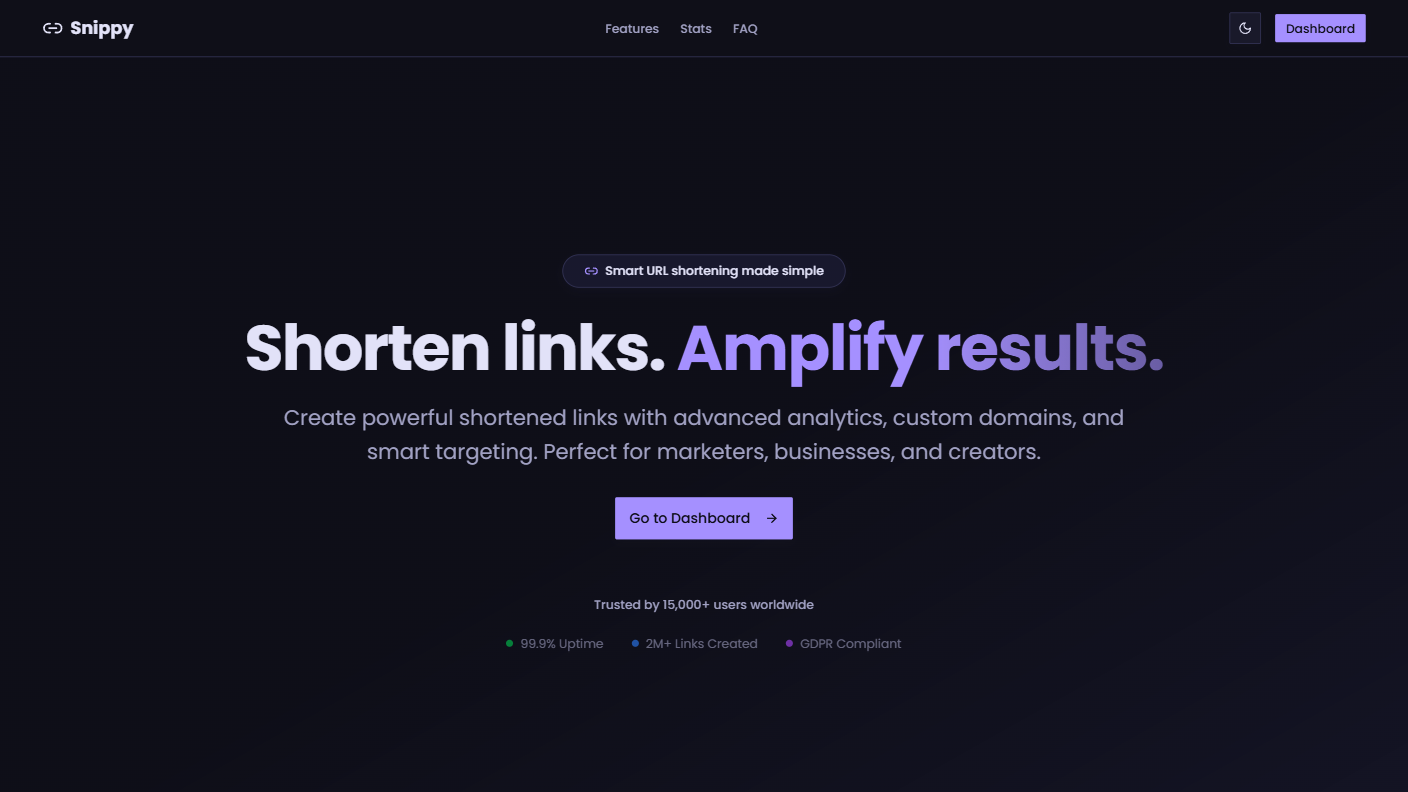 Snippy
Features
Stats
FAQ
Dashboard
Smart URL shortening made simple
Shorten links. Amplify results.
Create powerful shortened links with advanced analytics, custom domains, and
smart targeting. Perfect for marketers, businesses, and creators.
Go to Dashboard
Trusted by 15,000+ users worldwide
99.9% Uptime
2M+ Links Created
GDPR Compliant